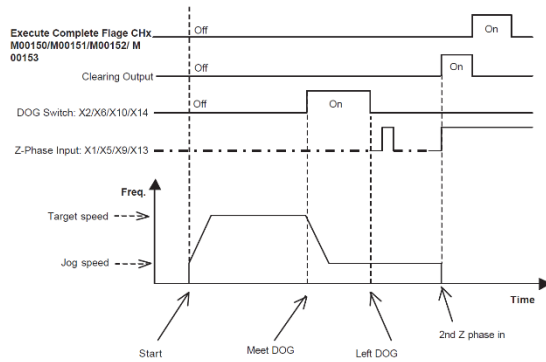 Execute Complete Flage CHx
M00150/M00151/M00152/ M
00153
Off
On
Clearing Output
Off
On
DOG Switch: X2/X6/X10/X14
Off
On
Z-Phase Input: X1/X5/X9/X13
Freq.
Target speed
Jog speed
Time
Start
Meet DOG
Left DOG
2nd Z phase in